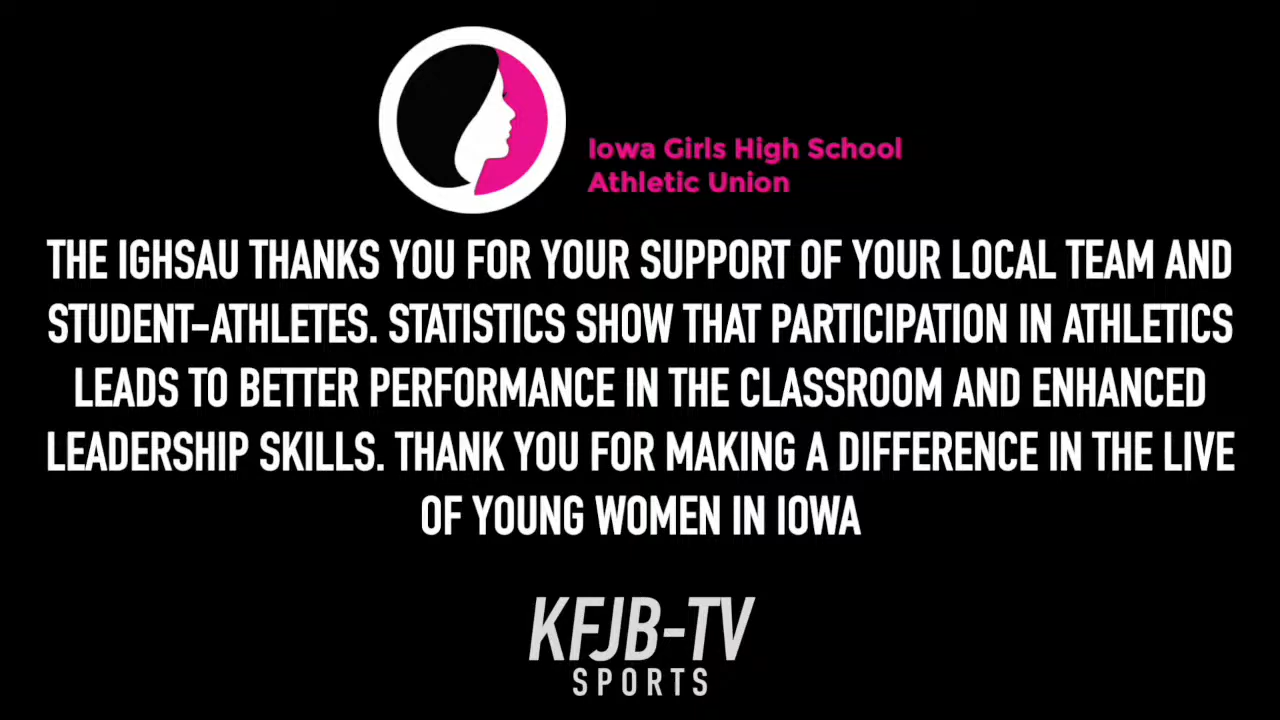 Iowa Girls High School
Athletic Union
THE IGHSAU THANKS YOU FOR YOUR SUPPORT OF YOUR LOCAL TEAM AND
STUDENT-ATHLETES. STATISTICS SHOW THAT PARTICIPATION IN ATHLETICS
LEADS TO BETTER PERFORMANCE IN THE CLASSROOM AND ENHANCED
LEADERSHIP SKILLS. THANK YOU FOR MAKING A DIFFERENCE IN THE LIVE
OF YOUNG WOMEN IN IOWA
KFJB-TV
SPORTS